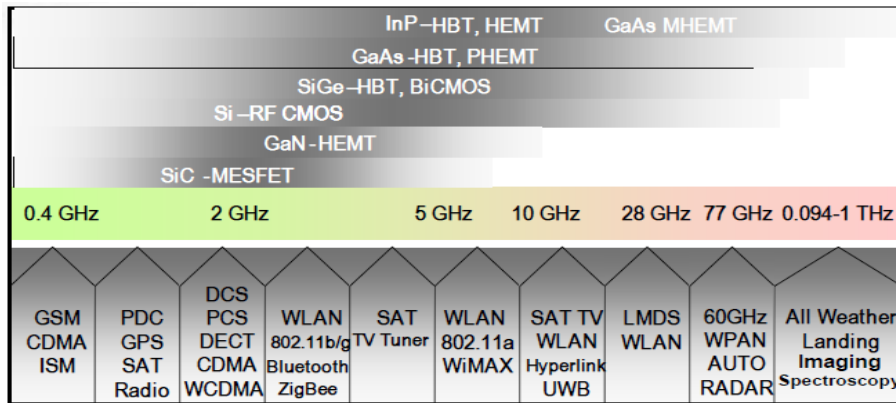 InP–HBT, HEMT GaAs MHEMT
GaAs -HBT, PHEMT
SiGe–HBT, BiCMOS
Si –RF CMOS
GaN -HEMT
SiC -MESFET
0.4 GHz 2 GHz 5 GHz 10 GHz 28 GHz 77 GHz 0.094-1 THz
GSM
CDMA
ISM
PDC
GPS
SAT
Radio
DCS
PCS
DECT
CDMA
WCDMA
WLAN
802.11b/g
Bluetooth
ZigBee
SAT
TV Tuner
WLAN
802.11a
WiMAX
SAT TV
WLAN
Hyperlink
UWB
LMDS
WLAN
60GHz
WPAN
AUTO
RADAR
All Weather
Landing
Imaging
Spectroscopy